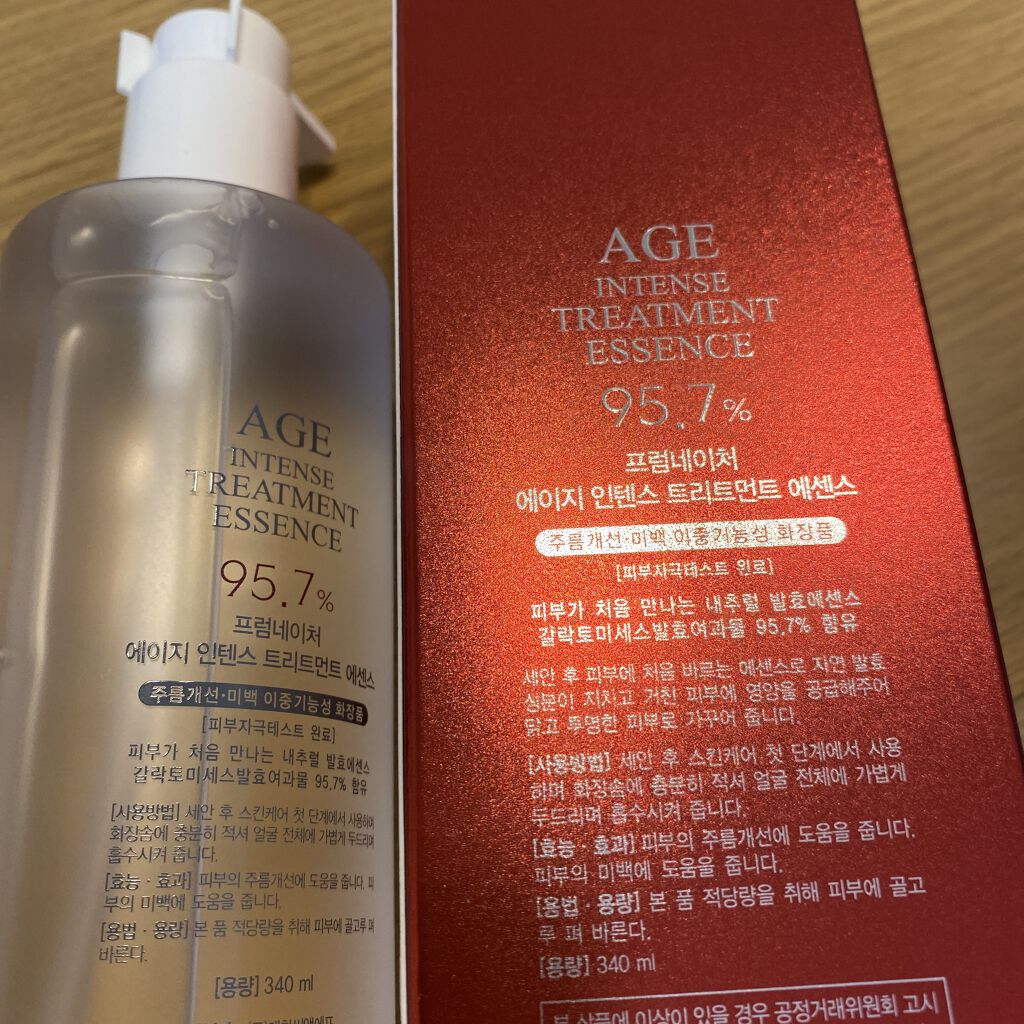 AGE
INTENSE
TREATMENT
ESSENCE
95.7%
프럼네이처
에이지 인텐스 트리트먼트 에센스
주름개선·미백 이중기능성 화장품
[피부자극테스트 완료]
피부가 처음 만나는 내추럴 발효에센스
갈락토미세스발효여과물 95.7% 함유
[사용방법] 세안 후 스킨케어 첫 단계에서 사용하며
화장솜에 충분히 적셔 얼굴 전체에 가볍게 두드리며
흡수시켜 줍니다.
[효능 · 효과] 피부의 주름개선에 도움을 줍니다. 피
부의 미백에 도움을 줍니다.
[용법 · 용량] 본 품 적당량을 취해 피부에 골고루 펴
바른다.
[용량] 340 ml
AGE
INTENSE
TREATMENT
ESSENCE
95.7%
프럼네이처
에이지 인텐스 트리트먼트 에센스
주름개선·미백 이중기능성 화장품
[피부자극테스트 완료]
피부가 처음 만나는 내추럴 발효에센스
갈락토미세스발효여과물 95.7% 함유
세안 후 피부에 처음 바르는 에센스로 자연 발효
성분이 지치고 거친 피부에 영양을 공급해주어
맑고 투명한 피부로 가꾸어 줍니다.
[사용방법] 세안 후 스킨케어 첫 단계에서 사용
하며 화장솜에 충분히 적셔 얼굴 전체에 가볍게
두드리며 흡수시켜 줍니다.
[효능 · 효과] 피부의 주름개선에 도움을 줍니다.
피부의 미백에 도움을 줍니다.
[용법 · 용량] 본 품 적당량을 취해 피부에 골고
루 펴 바른다.
[용량] 340 ml
본 상품에 이상이 있을 경우 공정거래위원회 고시